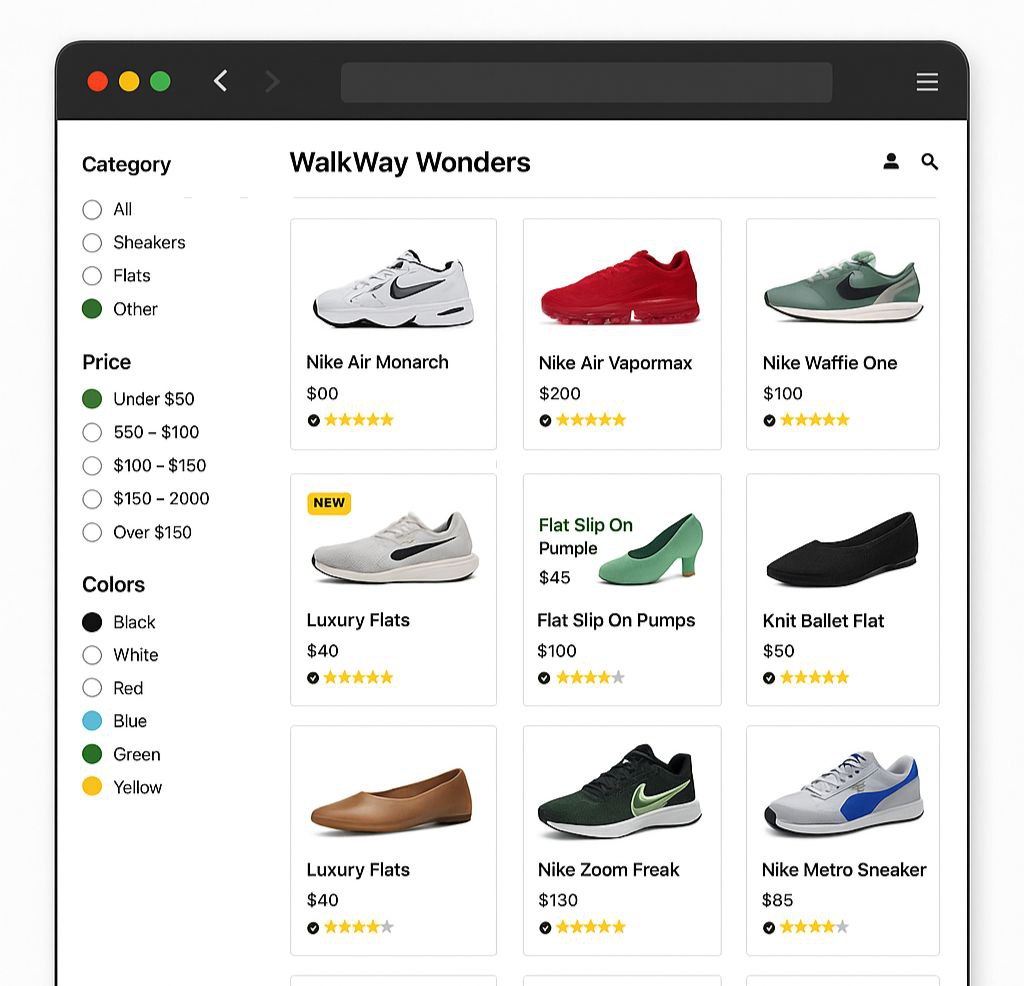 Category
All
Sheakers
Flats
Other
Price
Under $50
550 – $100
$100 – $150
$150 – 2000
Over $150
Colors
Black
White
Red
Blue
Green
Yellow
WalkWay Wonders
Nike Air Monarch
$00
Nike Air Vapormax
$200
Nike Waffie One
$100
NEW
Luxury Flats
$40
Flat Slip On
Pumple
$45
Flat Slip On Pumps
$100
Knit Ballet Flat
$50
Luxury Flats
$40
Nike Zoom Freak
$130
Nike Metro Sneaker
$85